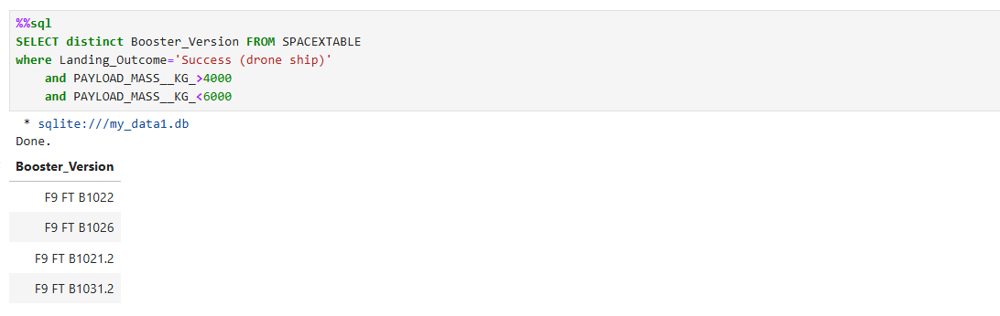 %%sql
SELECT distinct Booster_Version FROM SPACEXTABLE
where Landing_Outcome='Success (drone ship)'
    and PAYLOAD_MASS__KG_>4000
    and PAYLOAD_MASS__KG_<6000
* sqlite:///my_data1.db
Done.
Booster_Version
F9 FT B1022
F9 FT B1026
F9 FT B1021.2
F9 FT B1031.2